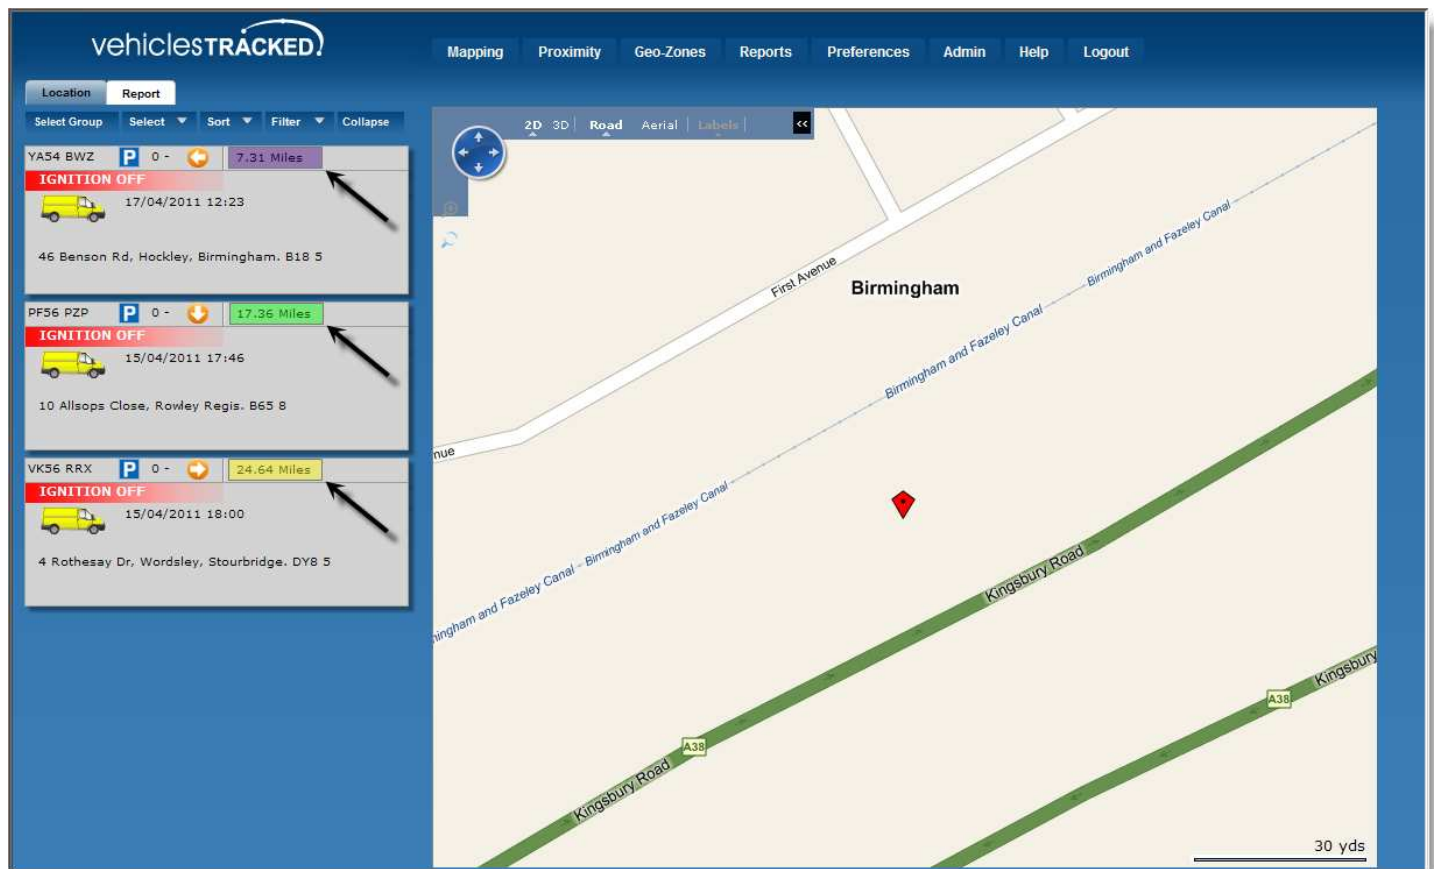 vehiclesTRACKED!
Mapping Proximity Geo-Zones Reports Preferences Admin Help Logout
Location Report
Select Group Select Sort Filter Collapse
YA54 BWZ P 0 - 7.31 Miles
IGNITION OFF
17/04/2011 12:23
46 Benson Rd, Hockley, Birmingham. B18 5
PF56 PZP P 0 - 17.36 Miles
IGNITION OFF
15/04/2011 17:46
10 Allsops Close, Rowley Regis. B65 8
VK56 RRX P 0 - 24.64 Miles
IGNITION OFF
15/04/2011 18:00
4 Rothesay Dr, Wordsley, Stourbridge. DY8 5
2D 3D | Road Aerial | Labels | <<
Birmingham and Fazeley Canal
First Avenue
Birmingham
Birmingham and Fazeley Canal
Birmingham and Fazeley Canal
nue
Birmingham and Fazeley Canal
mingham and Fazeley Canal
Kingsbury Road
Kingsbury
A38
A38
Kingsbury Road
30 yds